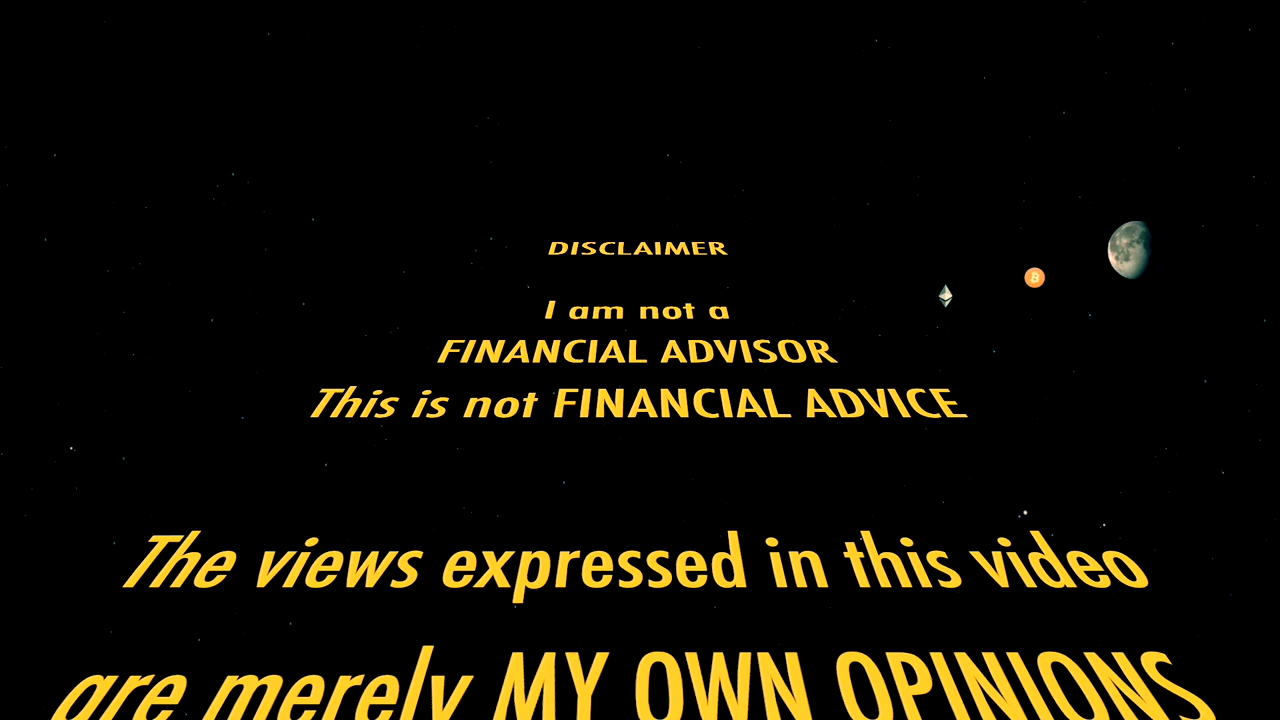 DISCLAIMER
I am not a
FINANCIAL ADVISOR
This is not FINANCIAL ADVICE
The views expressed in this video
are merely MY OWN OPINIONS